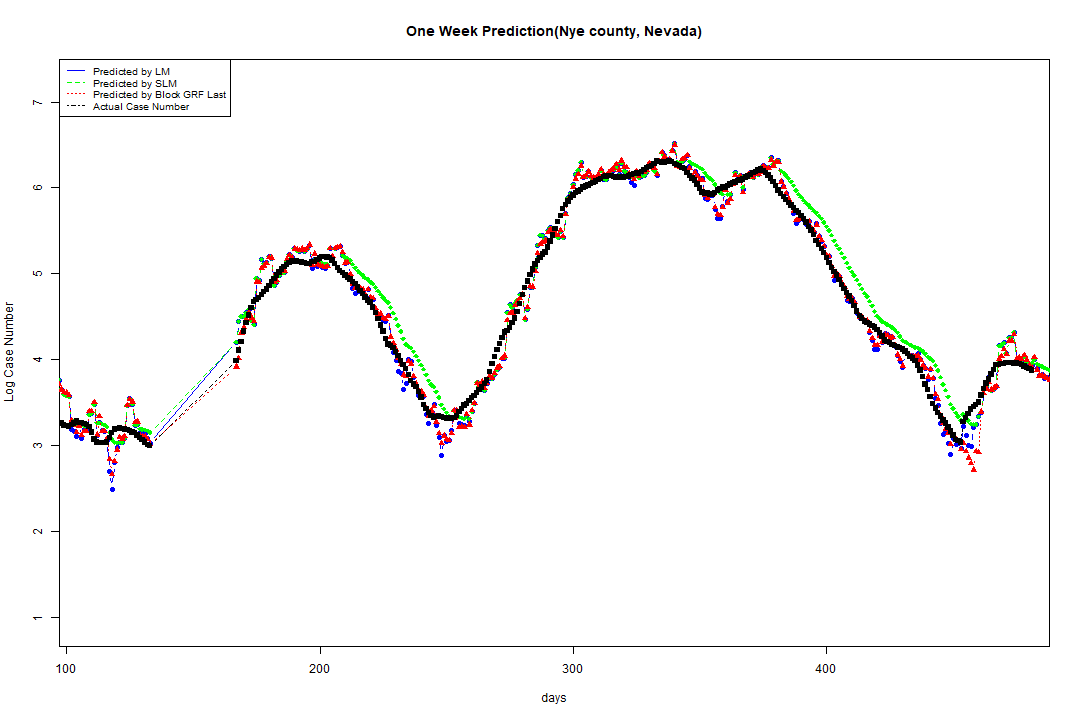 One Week Prediction(Nye county, Nevada)
Predicted by LM
Predicted by SLM
Predicted by Block GRF Last
Actual Case Number
7
6
5
4
3
2
1
Log Case Number
100 200 300 400
days